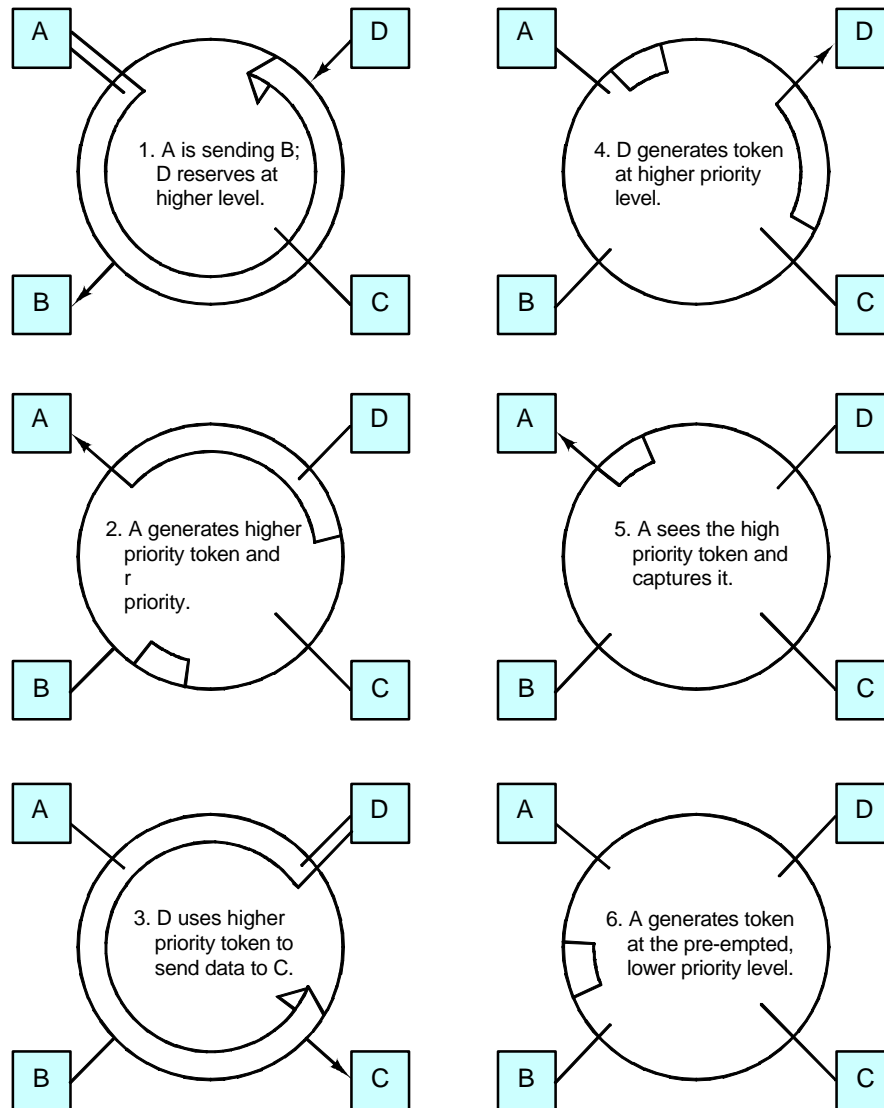 A
D
1. A is sending B;
D reserves at
higher level.
B
C
A
D
4. D generates token
at higher priority
level.
B
C
A
D
2. A generates higher
priority token and
r
priority.
B
C
A
D
5. A sees the high
priority token and
captures it.
B
C
A
D
3. D uses higher
priority token to
send data to C.
B
C
A
D
6. A generates token
at the pre-empted,
lower priority level.
B
C